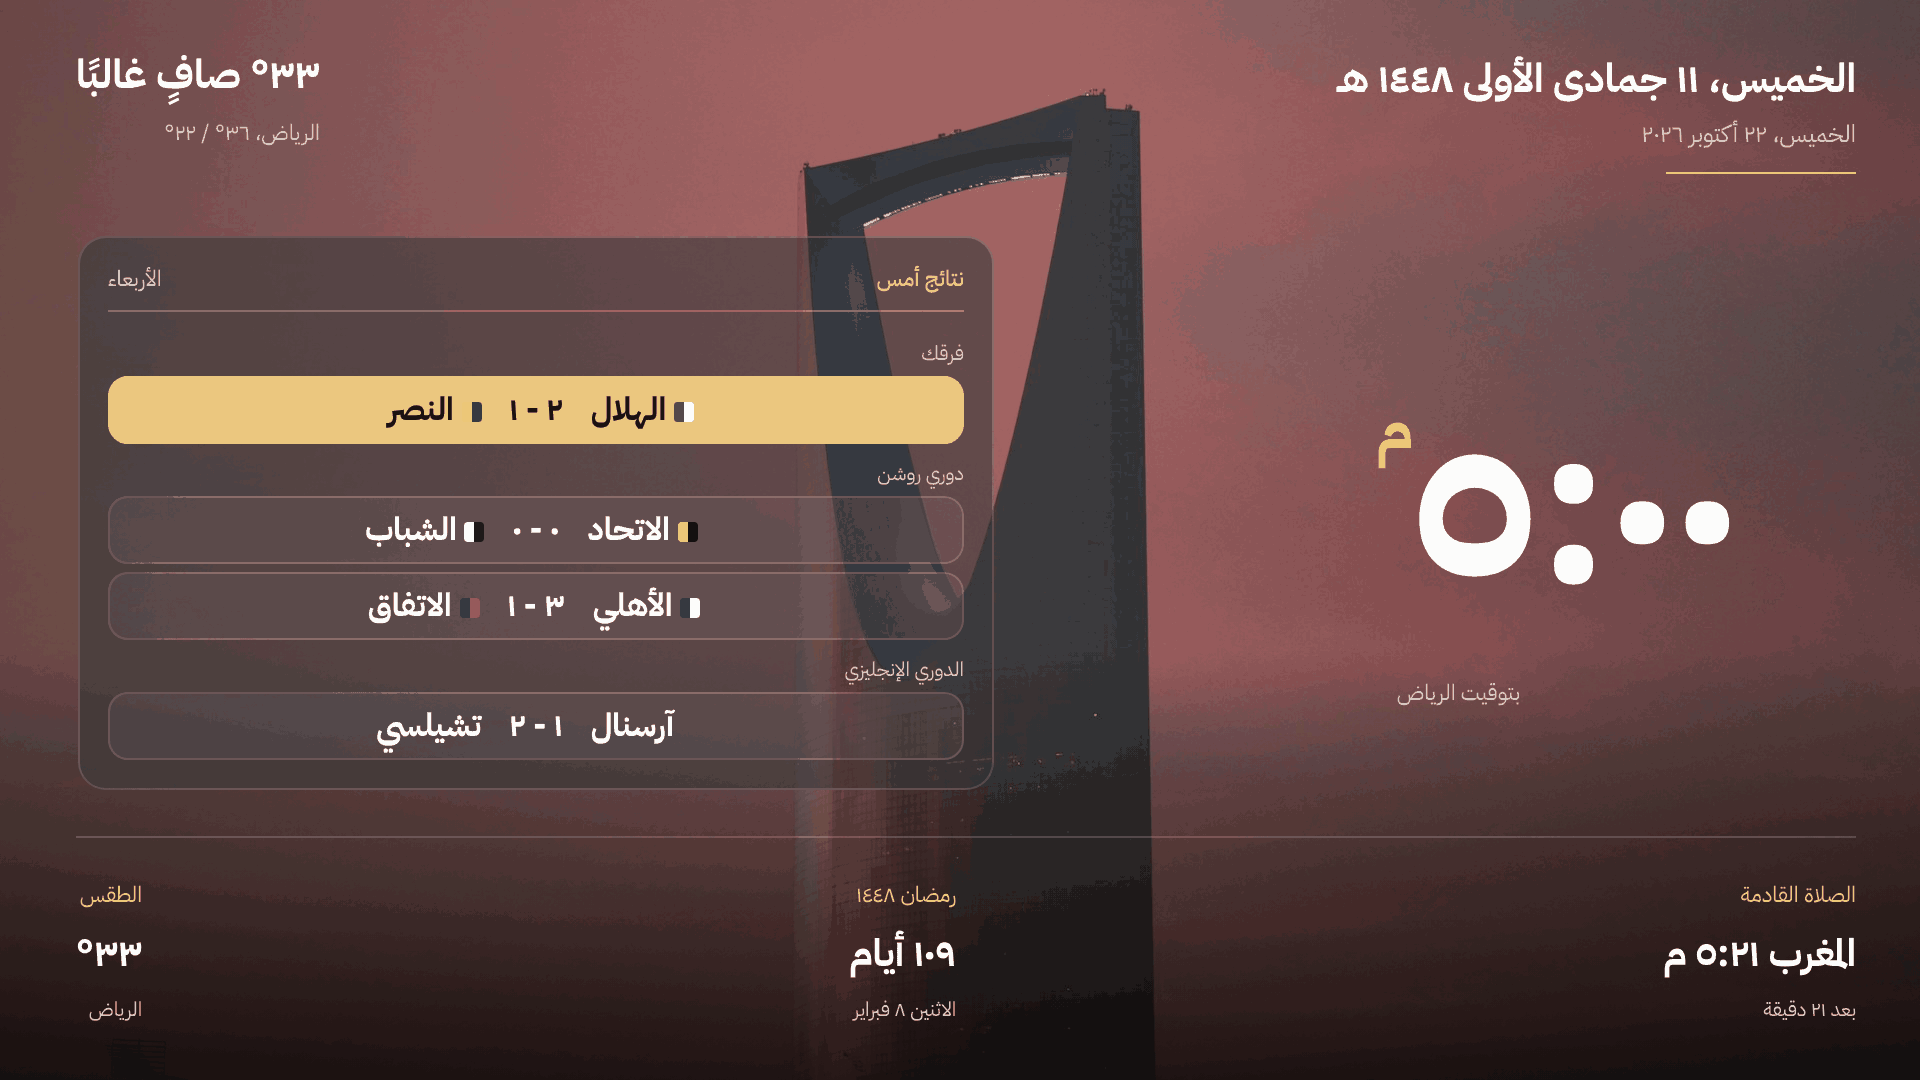 الخميس، ١١ جمادى الأولى ١٤٤٨ هـ
الخميس، ٢٢ أكتوبر ٢٠٢٦
٣٣° صافٍ غالبًا
الرياض، ٣٦° / ٢٢°
٥:٠٠ م
بتوقيت الرياض
نتائج أمس
الأربعاء
فرقك
الهلال ٢ - ١ النصر
دوري روشن
الاتحاد ٠ - ٠ الشباب
الأهلي ٣ - ١ الاتفاق
الدوري الإنجليزي
آرسنال ١ - ٢ تشيلسي
الصلاة القادمة
المغرب ٥:٢١ م
بعد ٢١ دقيقة
رمضان ١٤٤٨
١٠٩ أيام
الاثنين ٨ فبراير
الطقس
٣٣°
الرياض